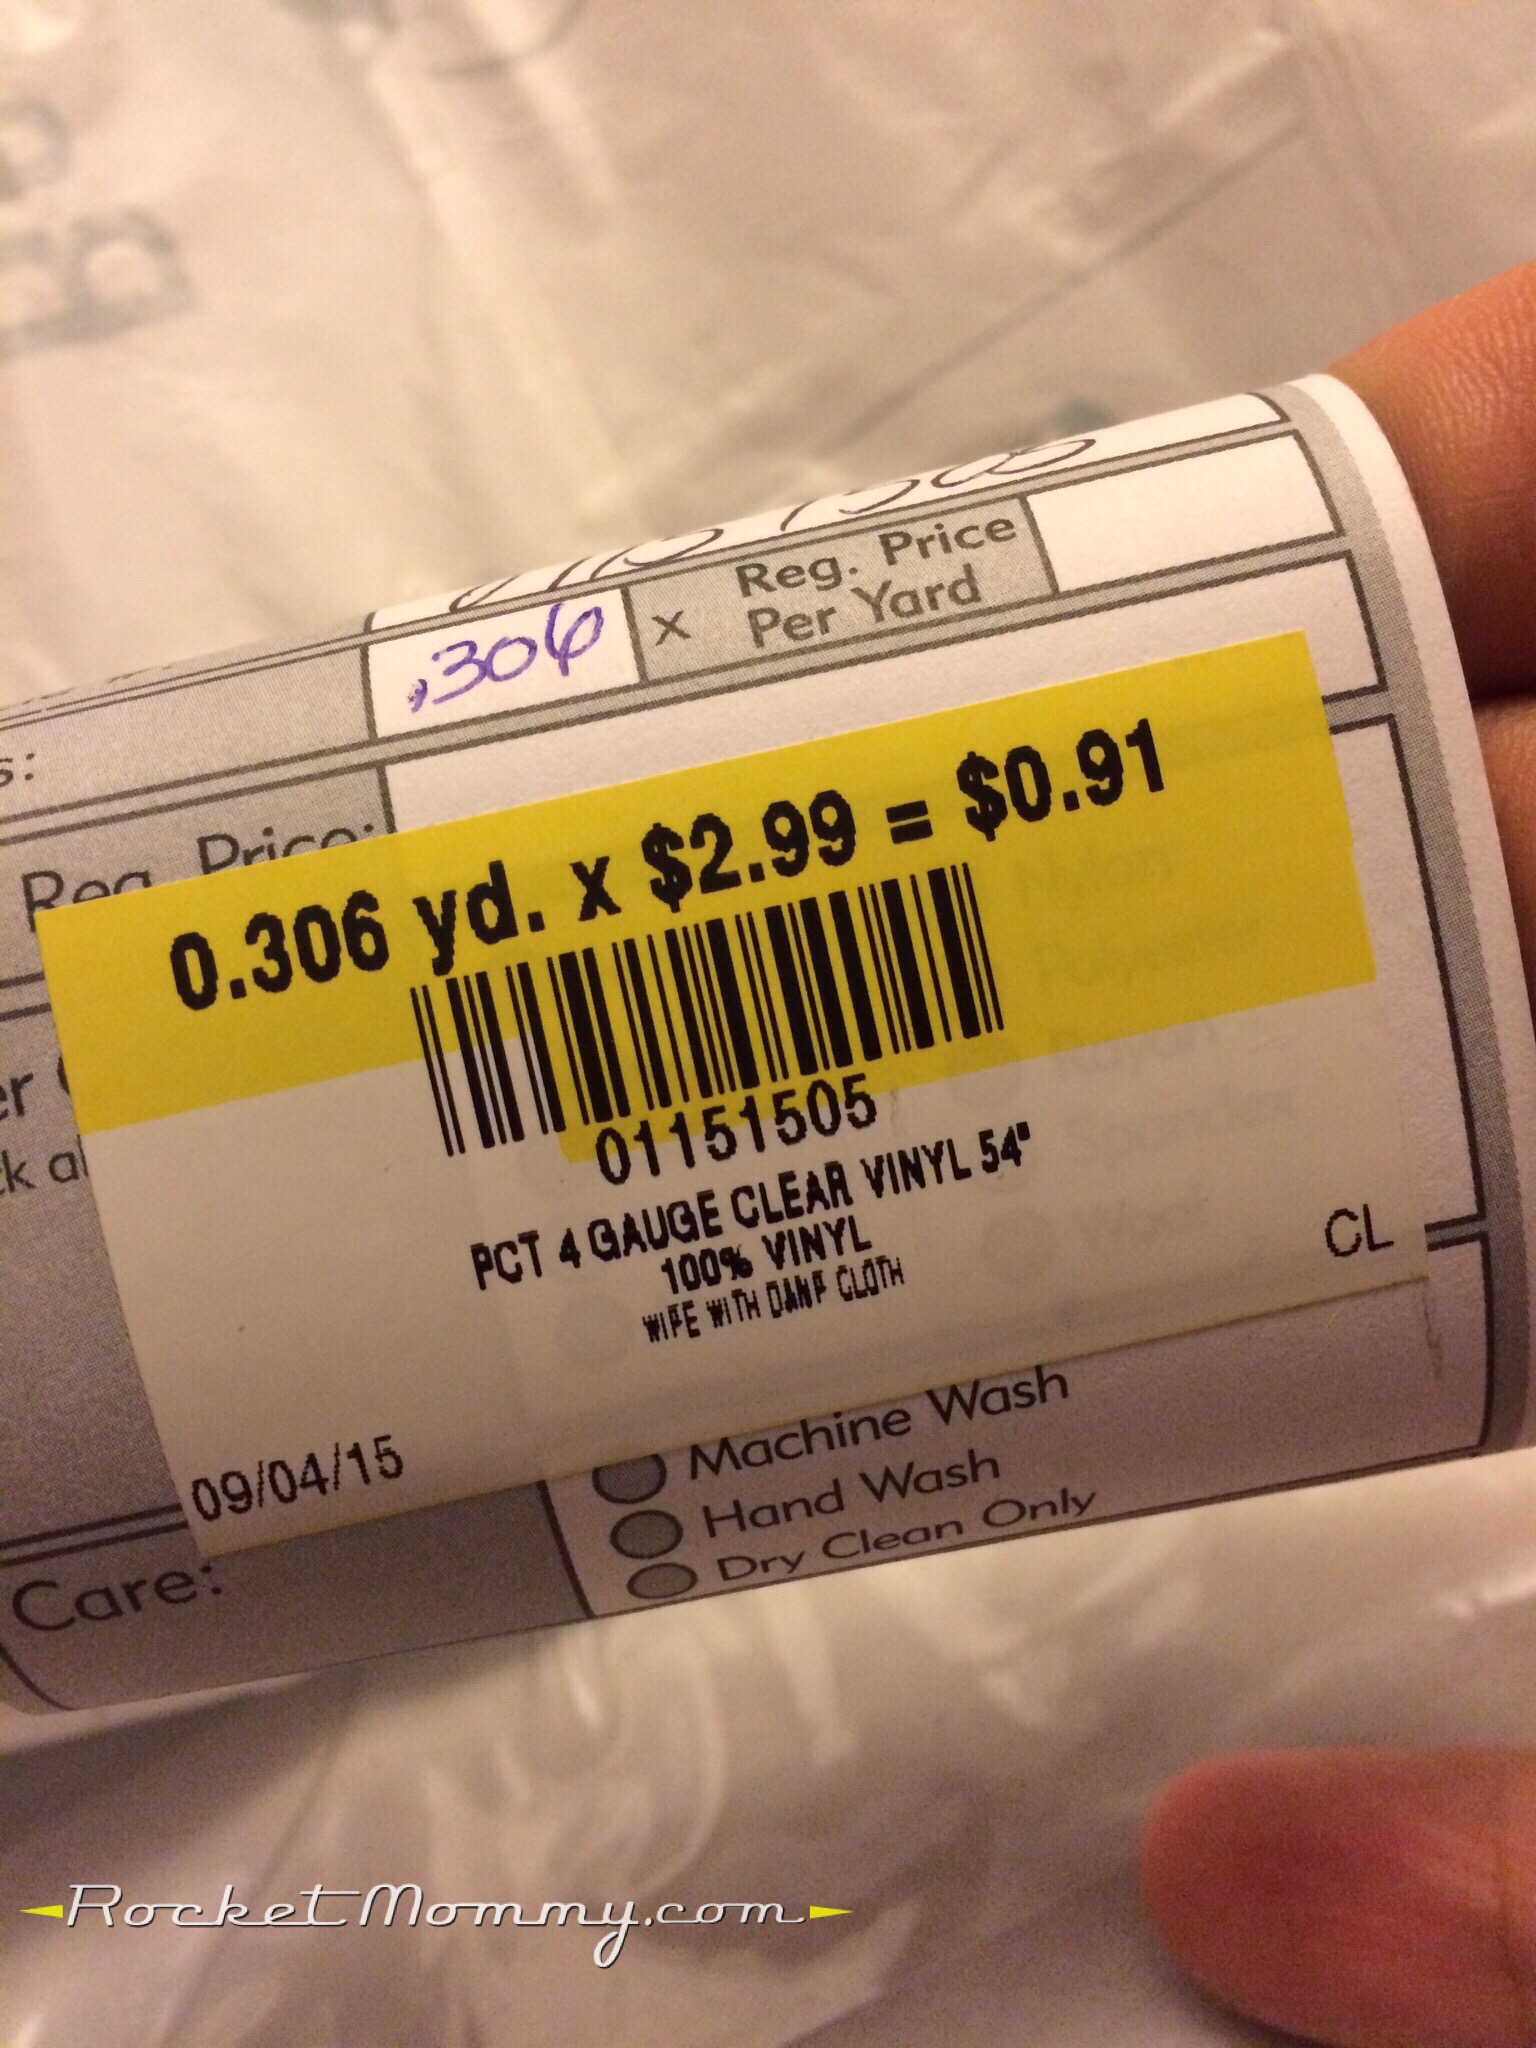 .306 x Reg. Price
Per Yard
s:
Reg. Price:
0.306 yd. x $2.99 = $0.91
01151505
PCT 4 GAUGE CLEAR VINYL 54"
100% VINYL
WIPE WITH DAMP CLOTH
CL
09/04/15
Machine Wash
Hand Wash
Dry Clean Only
Care:
RocketMommy.com